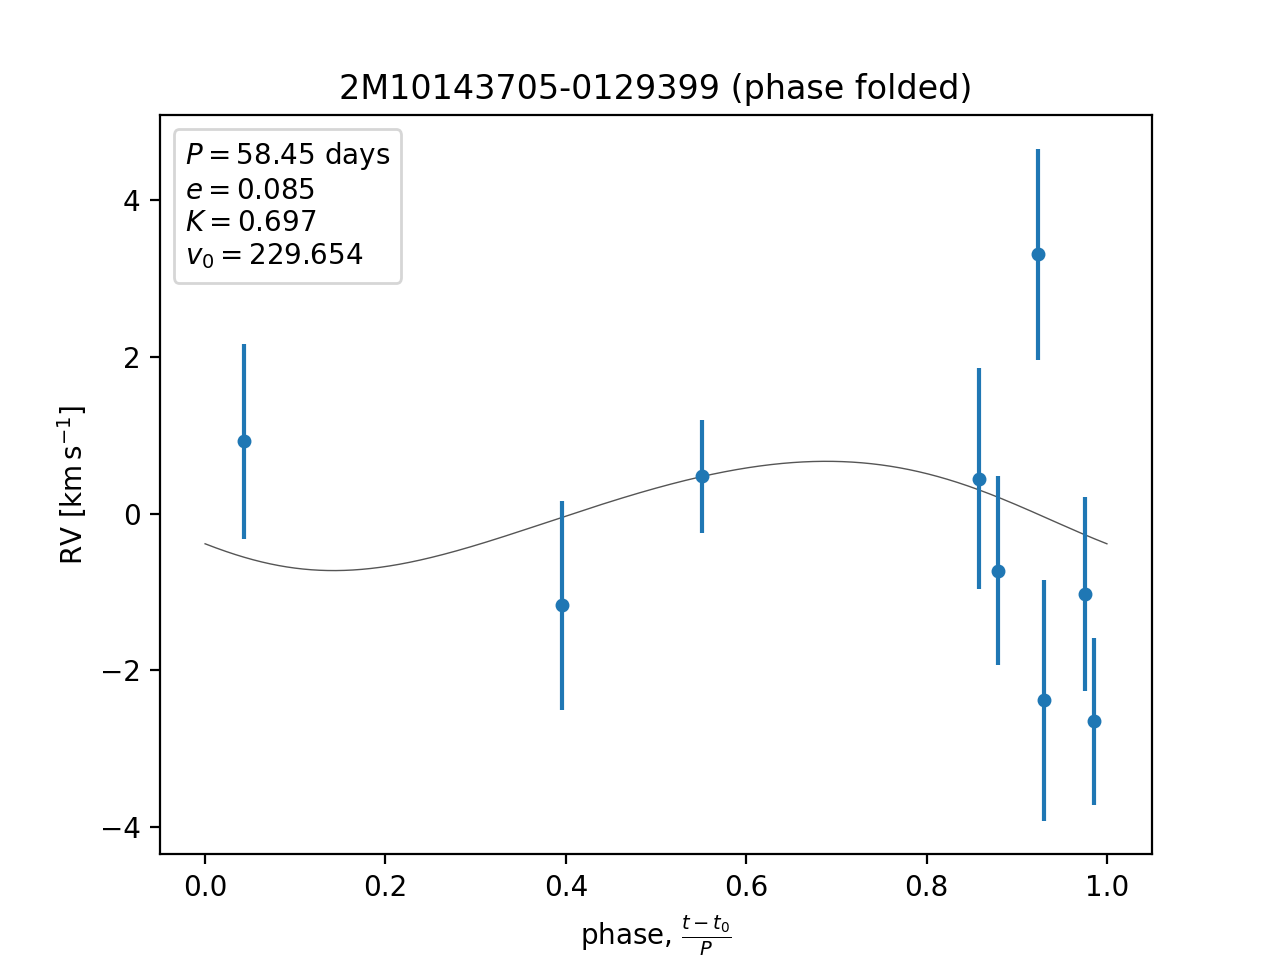 2M10143705-0129399 (phase folded)
P = 58.45 days
e = 0.085
K = 0.697
v₀ = 229.654
4
2
0
−2
−4
RV [km s⁻¹]
0.0 0.2 0.4 0.6 0.8 1.0
phase, (t − t₀)/P